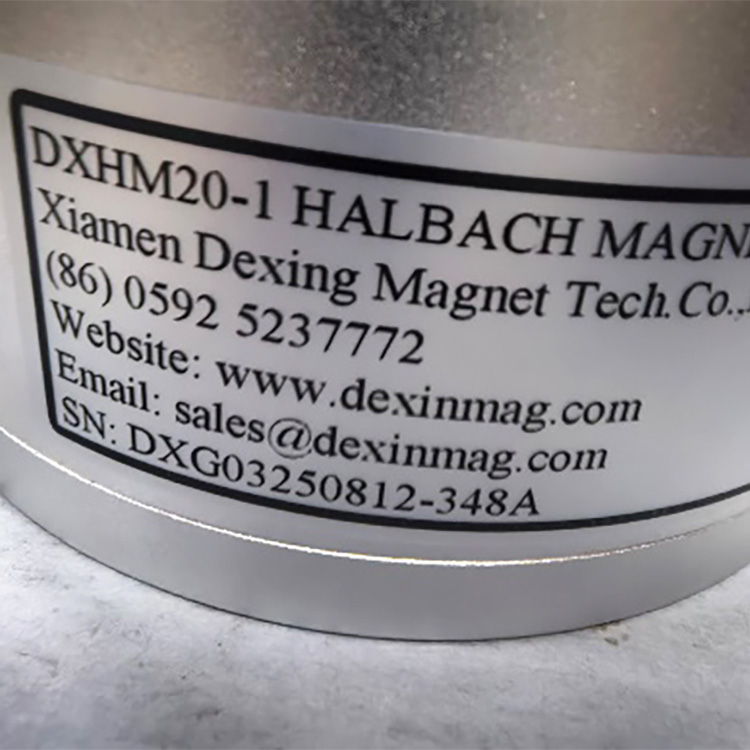 DXHM20-1 HALBACH MAGN
Xiamen Dexing Magnet Tech. Co.,
(86) 0592 5237772
Website: www.dexinmag.com
Email: sales@dexinmag.com
SN: DXG03250812-348A